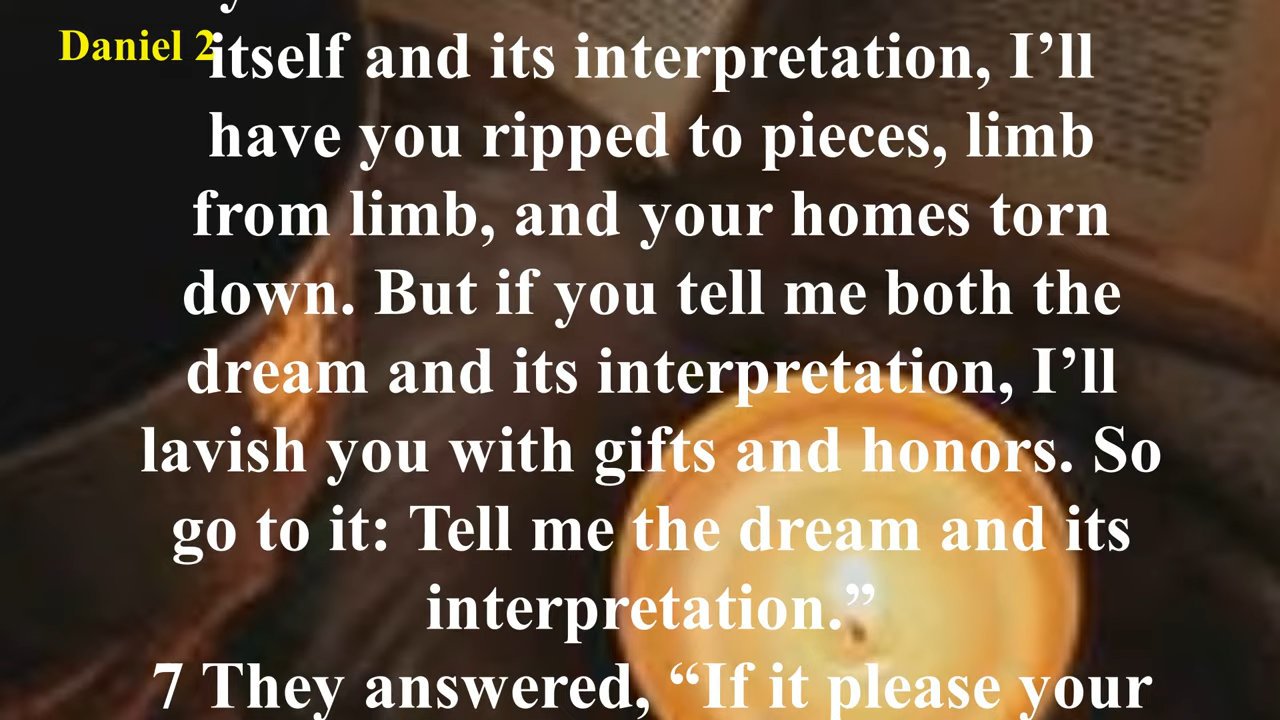 Daniel 2
itself and its interpretation, I’ll
have you ripped to pieces, limb
from limb, and your homes torn
down. But if you tell me both the
dream and its interpretation, I’ll
lavish you with gifts and honors. So
go to it: Tell me the dream and its
interpretation.”
7 They answered, “If it please your